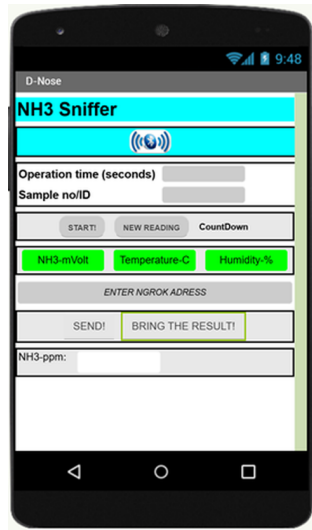 9:48
D-Nose
NH3 Sniffer
Operation time (seconds)
Sample no/ID
START! NEW READING CountDown
NH3-mVolt Temperature-C Humidity-%
ENTER NGROK ADRESS
SEND! BRING THE RESULT!
NH3-ppm: